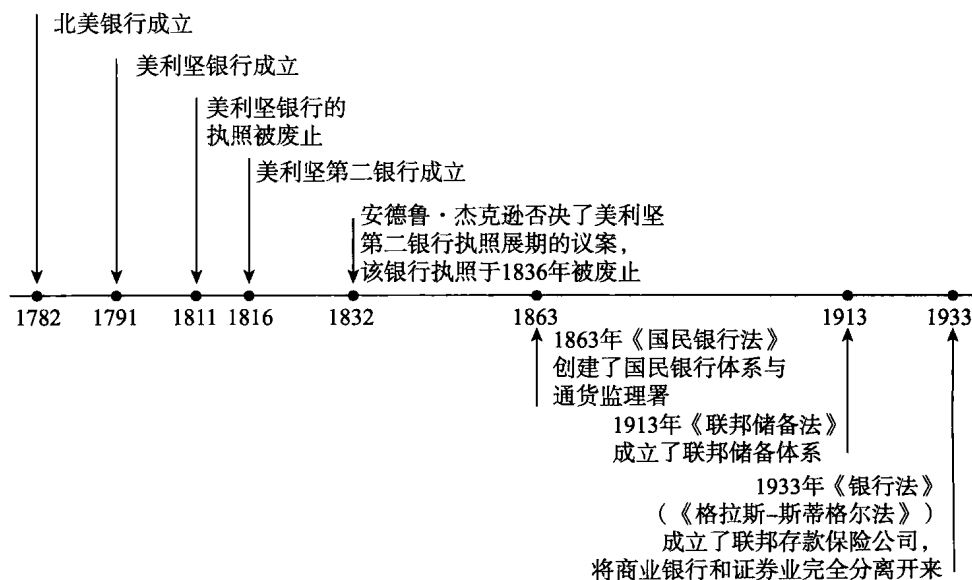 北美银行成立
美利坚银行成立
美利坚银行的
执照被废止
美利坚第二银行成立
安德鲁·杰克逊否决了美利坚
第二银行执照展期的议案，
该银行执照于1836年被废止
1782
1791
1811
1816
1832
1863
1913
1933
1863年《国民银行法》
创建了国民银行体系与
通货监理署
1913年《联邦储备法》
成立了联邦储备体系
1933年《银行法》
（《格拉斯–斯蒂格尔法》）
成立了联邦存款保险公司，
将商业银行和证券业完全分离开来